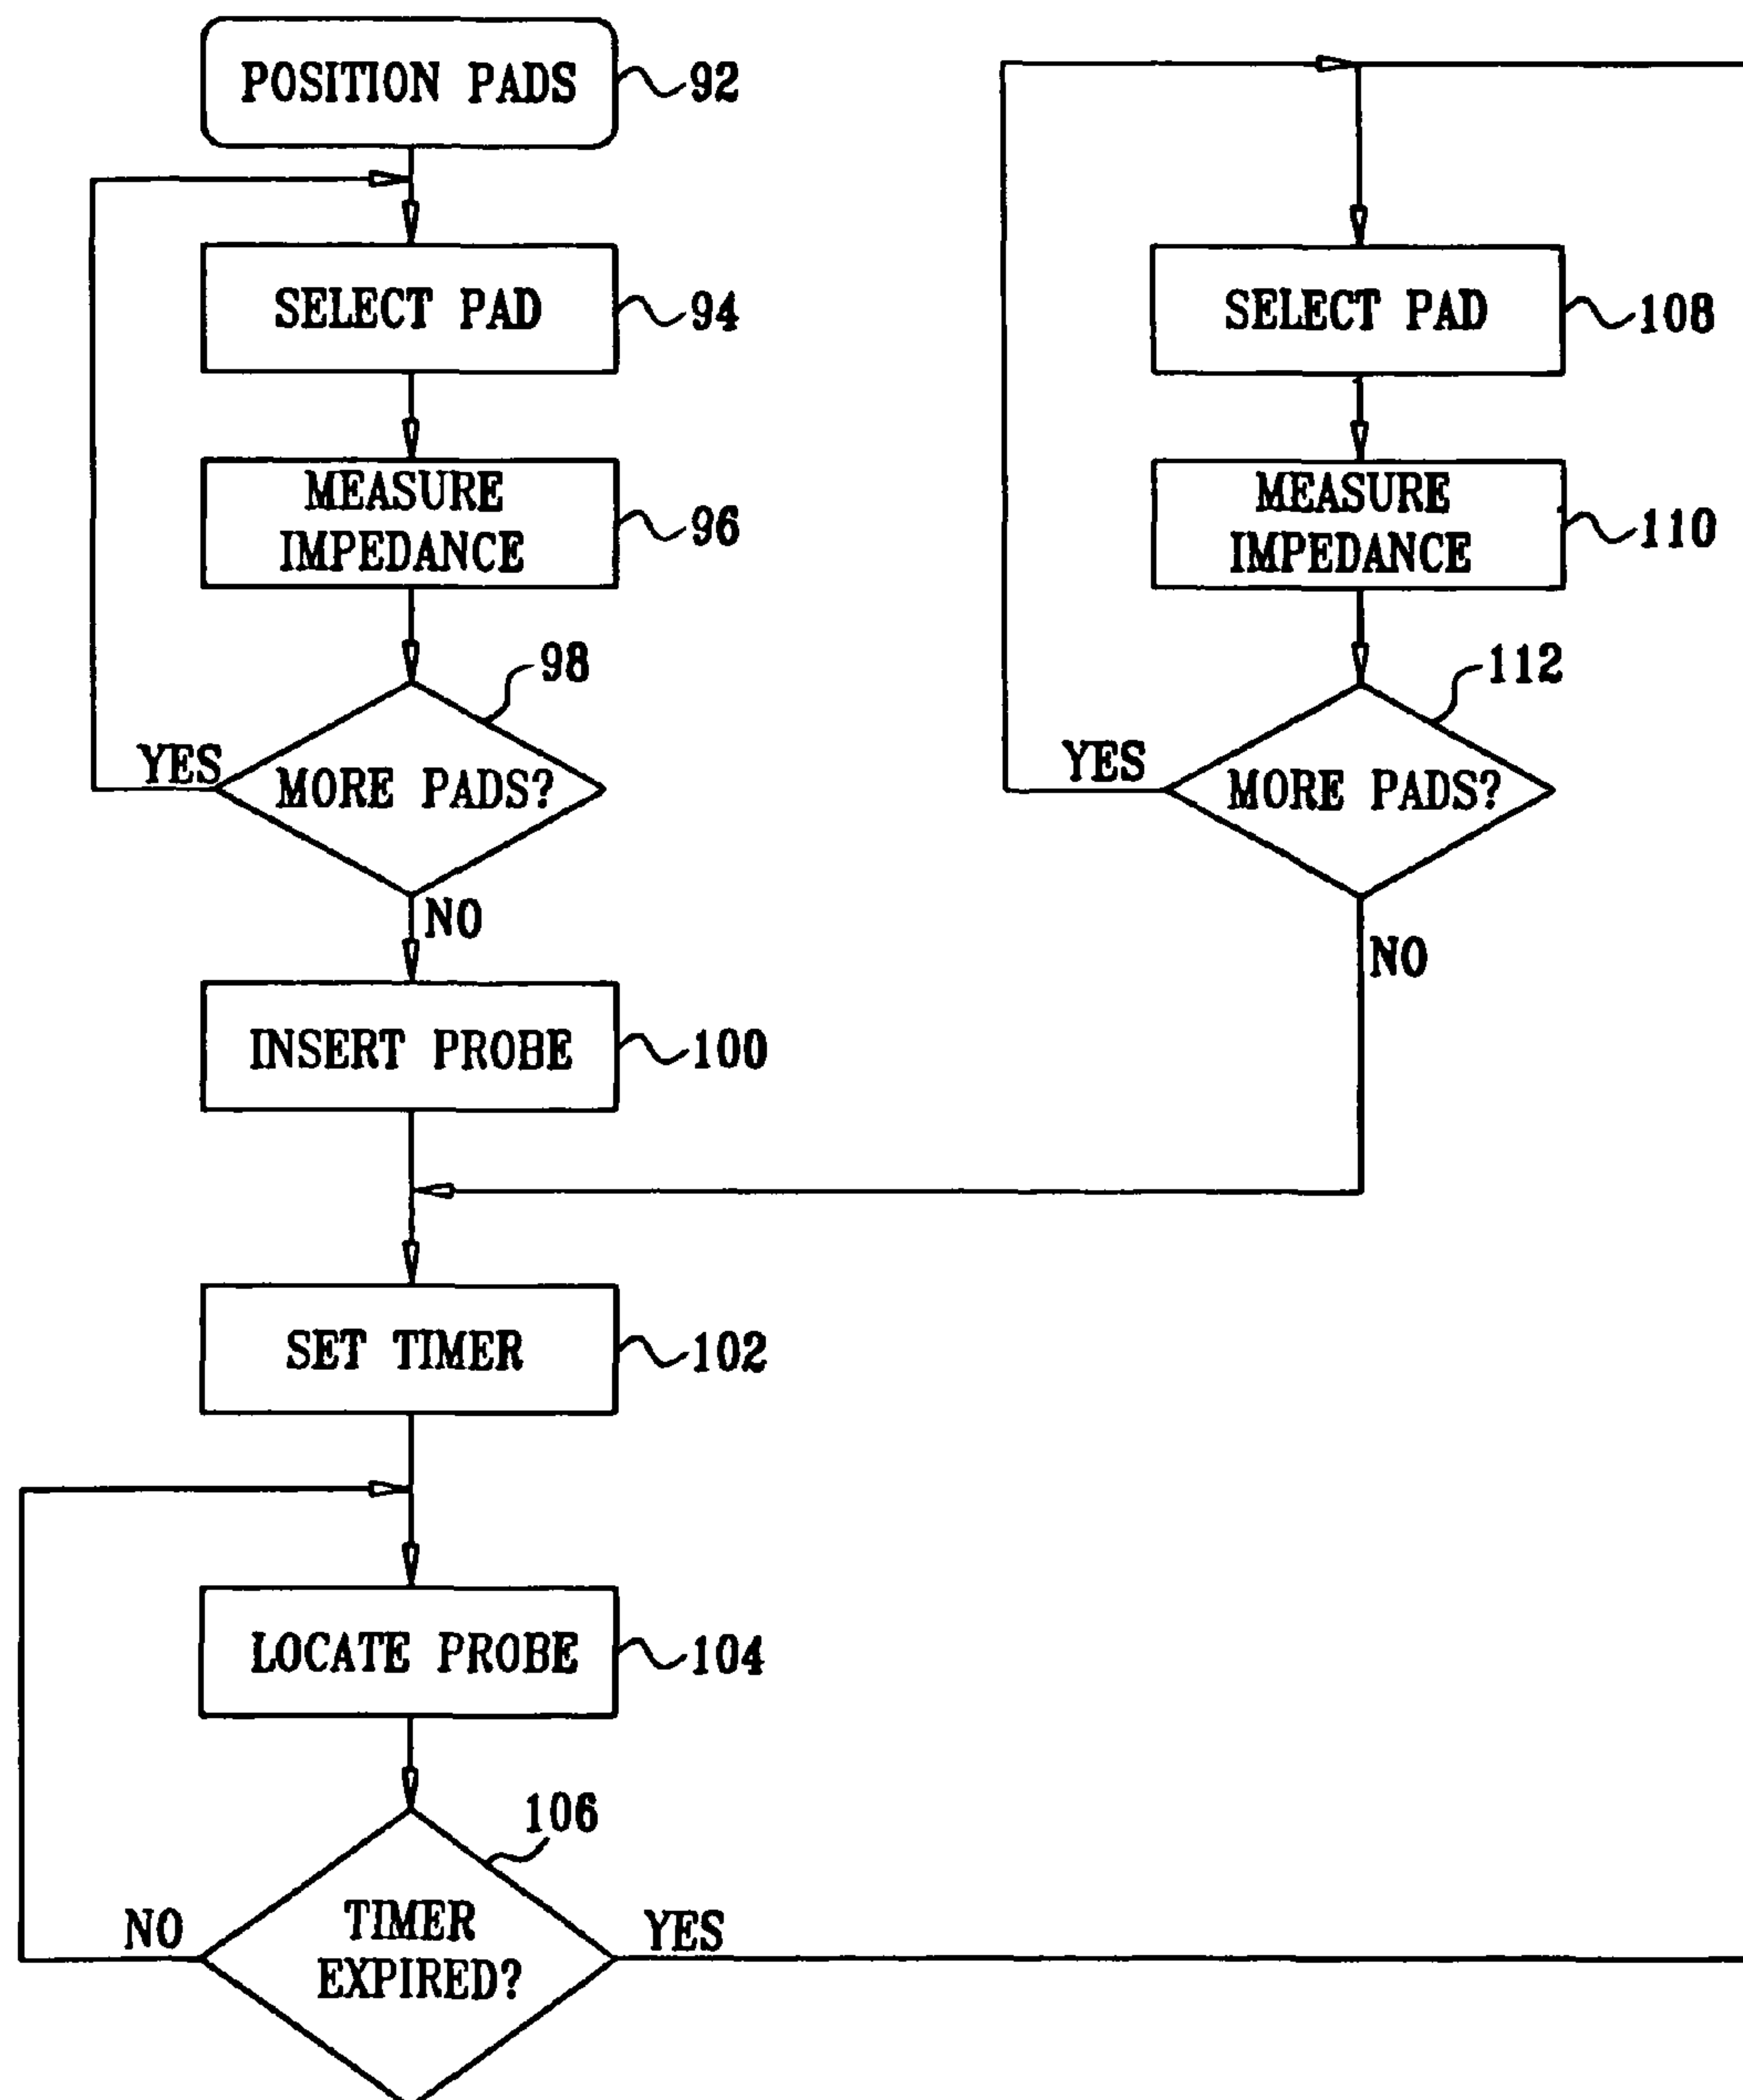 POSITION PADS
92
SELECT PAD
94
MEASURE
IMPEDANCE
96
98
YES
MORE PADS?
NO
INSERT PROBE
100
SET TIMER
102
LOCATE PROBE
104
106
NO
TIMER
EXPIRED?
YES
SELECT PAD
108
MEASURE
IMPEDANCE
110
112
YES
MORE PADS?
NO